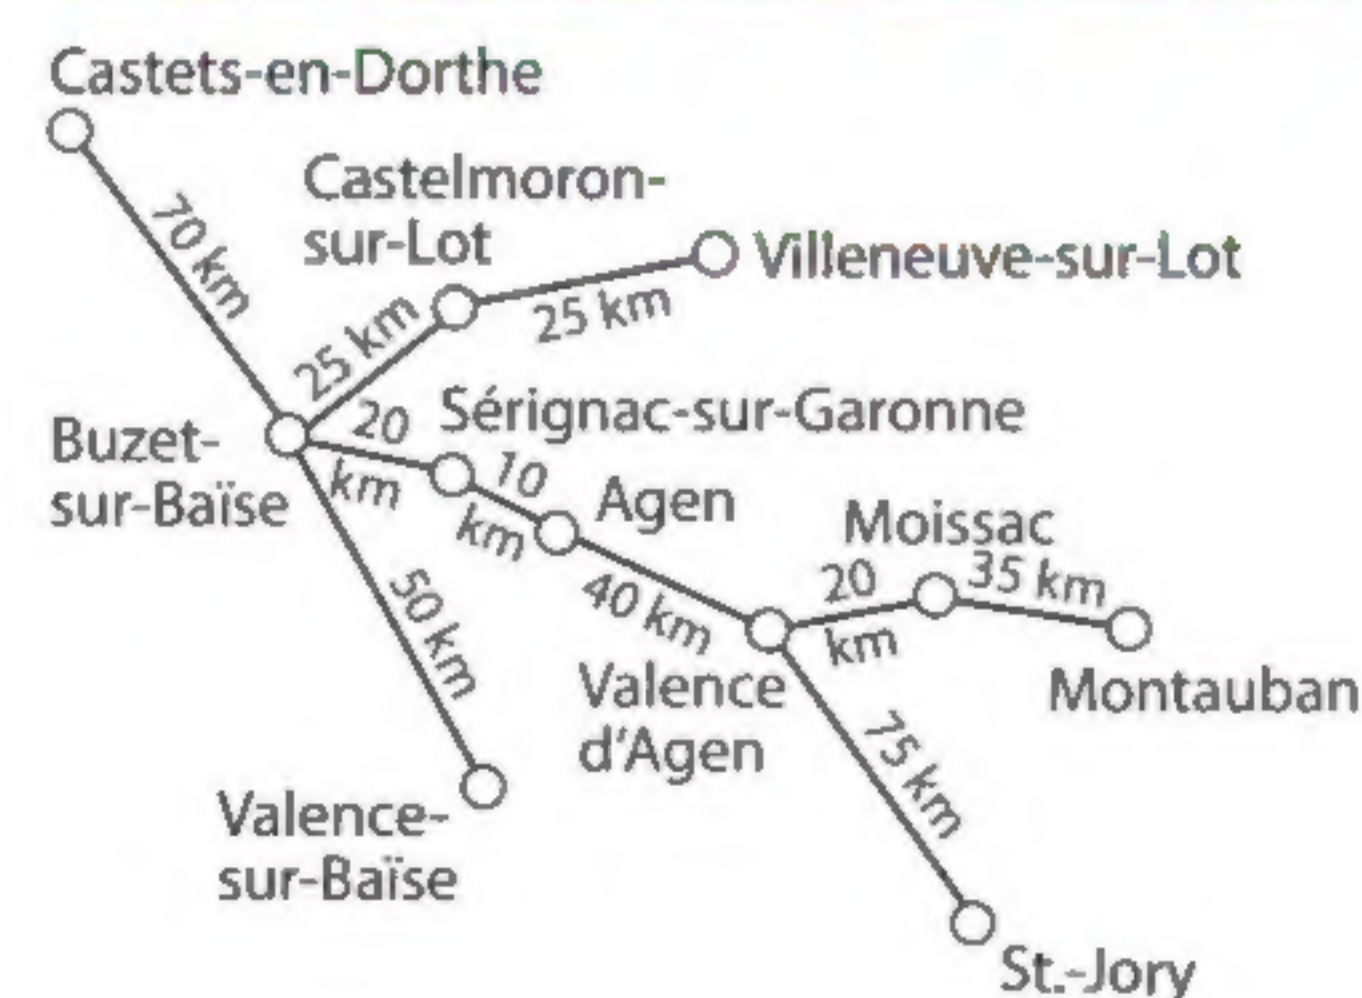 Castets-en-Dorthe
70 km
Castelmoron-
sur-Lot
Villeneuve-sur-Lot
25 km
25 km
Buzet-
sur-Baïse
20
km
Sérignac-sur-Garonne
10
km
Agen
40 km
Moissac
20
km
35 km
Montauban
50 km
Valence
d'Agen
75 km
Valence-
sur-Baïse
St.-Jory